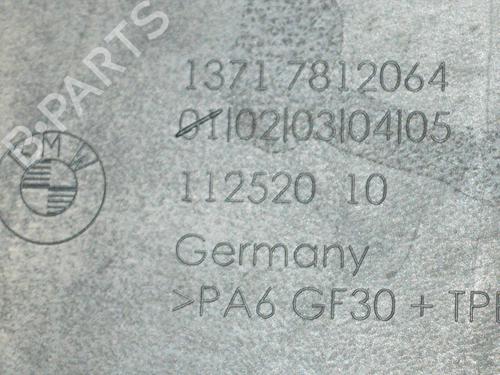 B-PARTS
1371 7812064
01|02|03|04|05
BMW
112520 10
Germany
>PA6 GF30 + TP